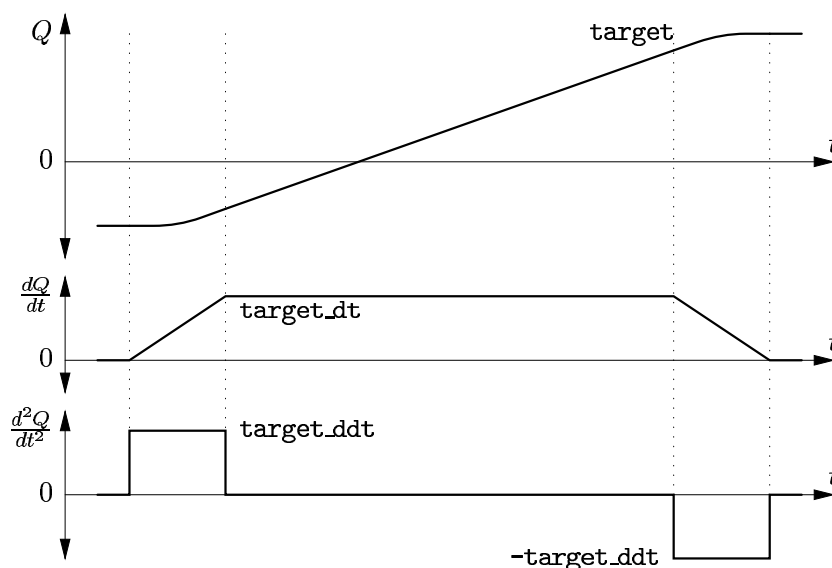 Q
target
0
t
dQ
dt
target_dt
0
t
d²Q
dt²
target_ddt
0
t
-target_ddt